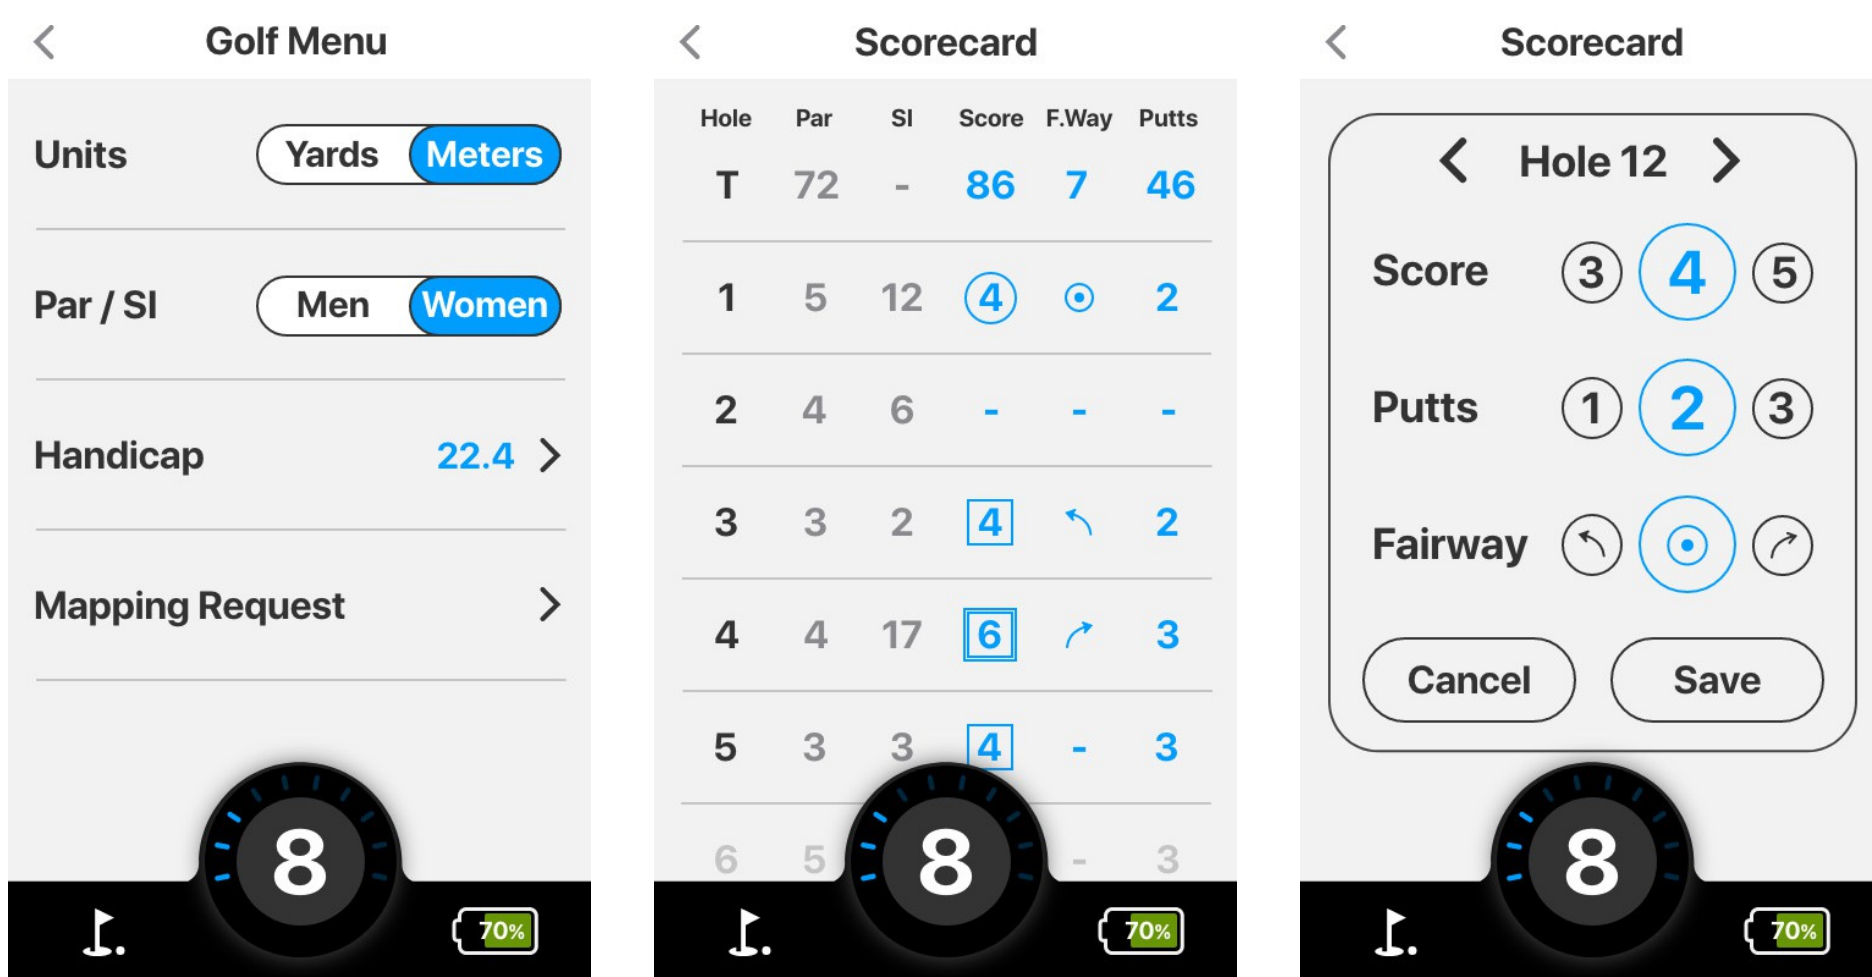 Golf Menu
Units Yards Meters
Par / SI Men Women
Handicap 22.4
Mapping Request
8
70%
Scorecard
Hole Par SI Score F.Way Putts
T 72 - 86 7 46
1 5 12 4 2
2 4 6 - - -
3 3 2 4 2
4 4 17 6 3
5 3 3 4 - 3
6 5 - 3
8
70%
Scorecard
Hole 12
Score 3 4 5
Putts 1 2 3
Fairway
Cancel Save
8
70%